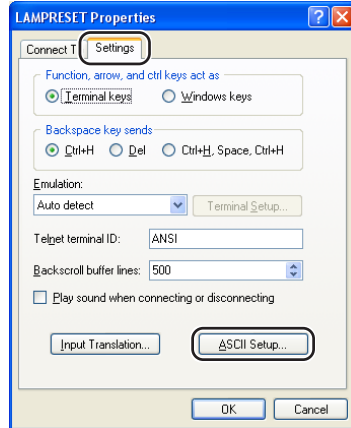 LAMPRESET Properties
Connect T Settings
Function, arrow, and ctrl keys act as
Terminal keys Windows keys
Backspace key sends
Ctrl+H Del Ctrl+H, Space, Ctrl+H
Emulation:
Auto detect Terminal Setup...
Telnet terminal ID: ANSI
Backscroll buffer lines: 500
Play sound when connecting or disconnecting
Input Translation... ASCII Setup...
OK Cancel